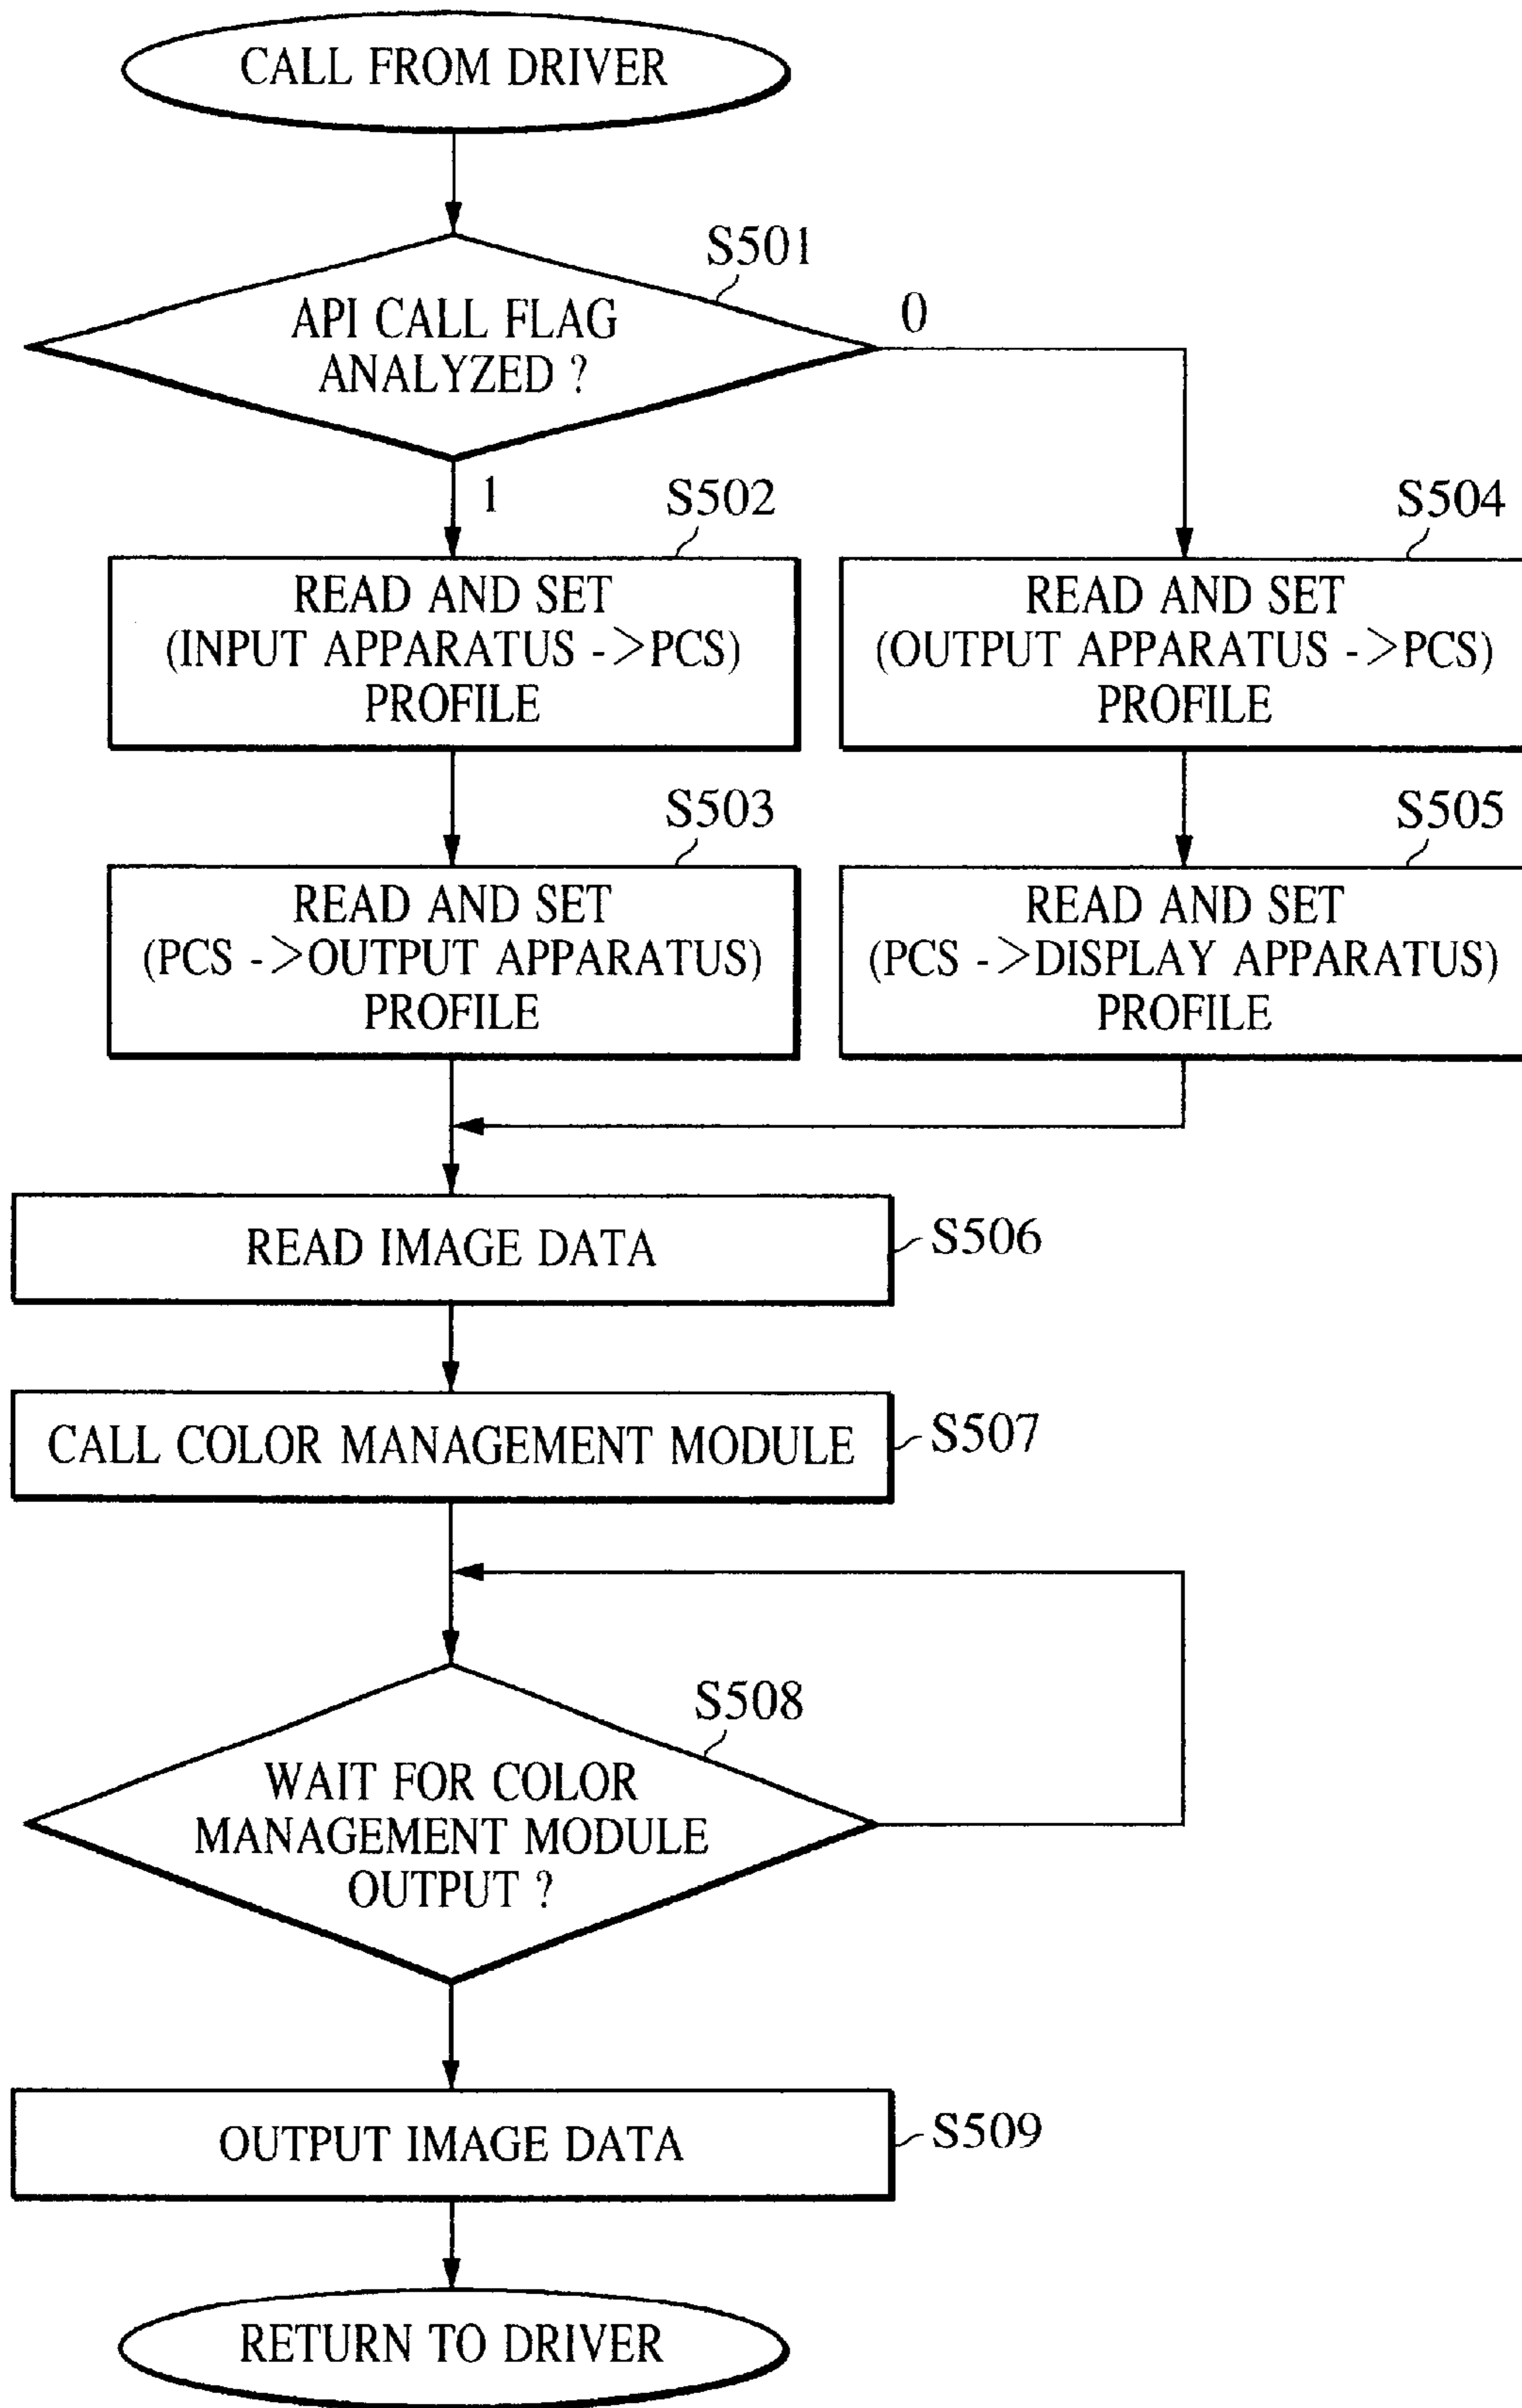 CALL FROM DRIVER
S501
API CALL FLAG
ANALYZED ?
0
1
S502
READ AND SET
(INPUT APPARATUS ->PCS)
PROFILE
S504
READ AND SET
(OUTPUT APPARATUS ->PCS)
PROFILE
S503
READ AND SET
(PCS ->OUTPUT APPARATUS)
PROFILE
S505
READ AND SET
(PCS ->DISPLAY APPARATUS)
PROFILE
READ IMAGE DATA
S506
CALL COLOR MANAGEMENT MODULE
S507
S508
WAIT FOR COLOR
MANAGEMENT MODULE
OUTPUT ?
OUTPUT IMAGE DATA
S509
RETURN TO DRIVER